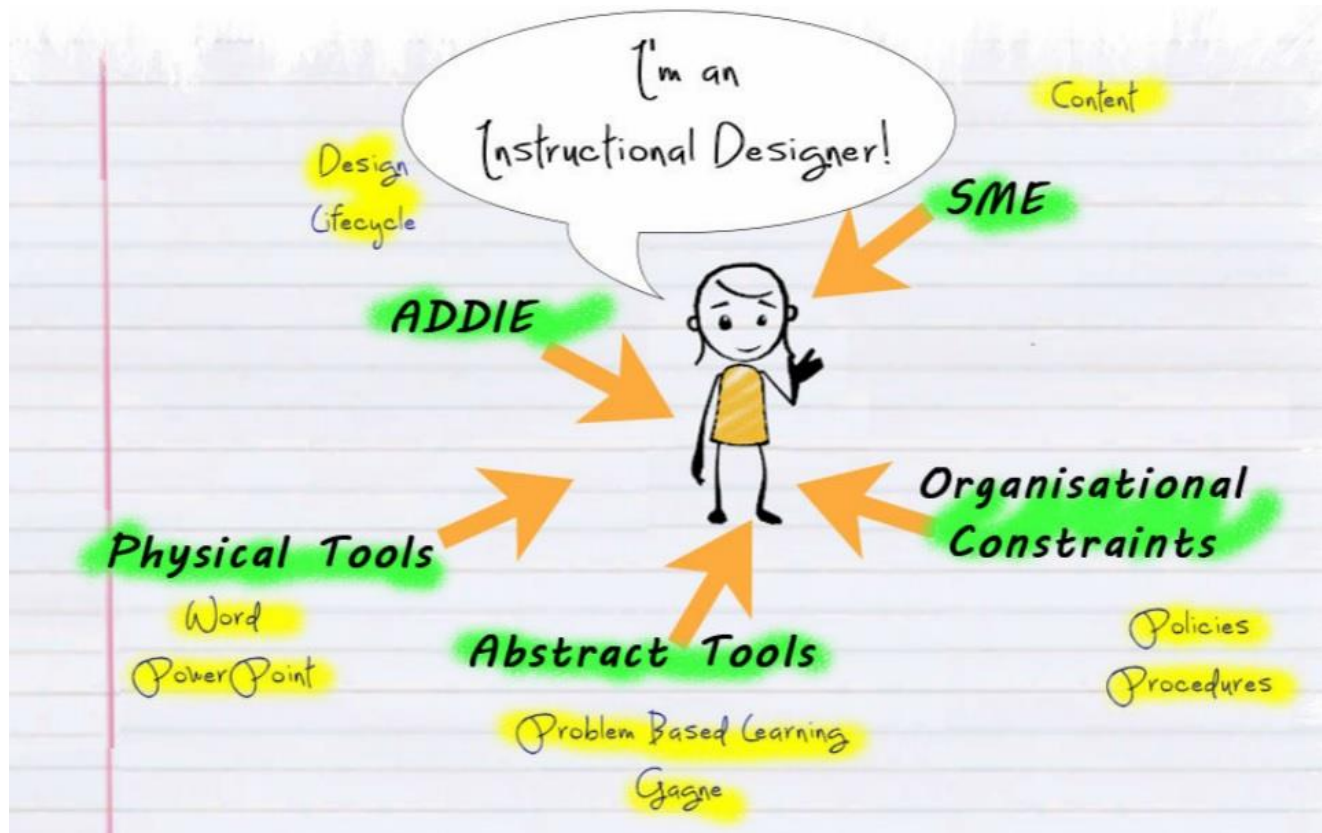 I'm an
Instructional Designer!
Content
SME
Design
Lifecycle
ADDIE
Organisational
Constraints
Policies
Procedures
Physical Tools
Word
PowerPoint
Abstract Tools
Problem Based Learning
Gagne